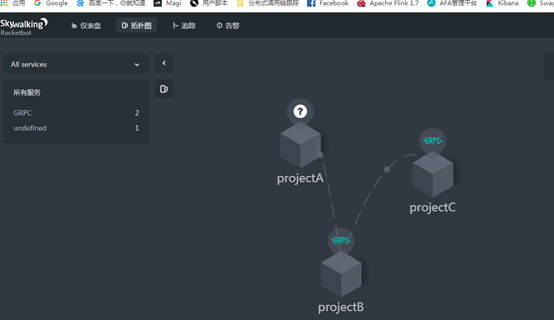 应用 Google 百度一下，你就知道 Magi 用户脚本 分布式调用链跟踪 Facebook Apache Flink 1.7 AFA管理平台 Kibana Swag
Skywalking
Rocketbot
仪表盘 拓扑图 追踪 告警
All services
所有服务
GRPC 2
undefined 1
?
projectA
GRPC
projectC
GRPC
projectB